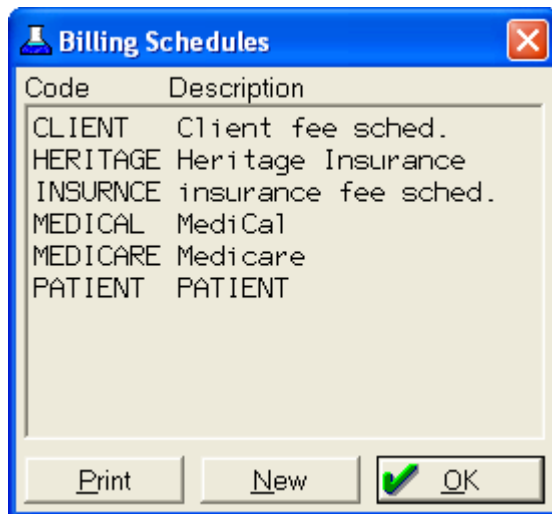 Billing Schedules
Code Description
CLIENT Client fee sched.
HERITAGE Heritage Insurance
INSURNCE insurance fee sched.
MEDICAL MediCal
MEDICARE Medicare
PATIENT PATIENT
Print New OK